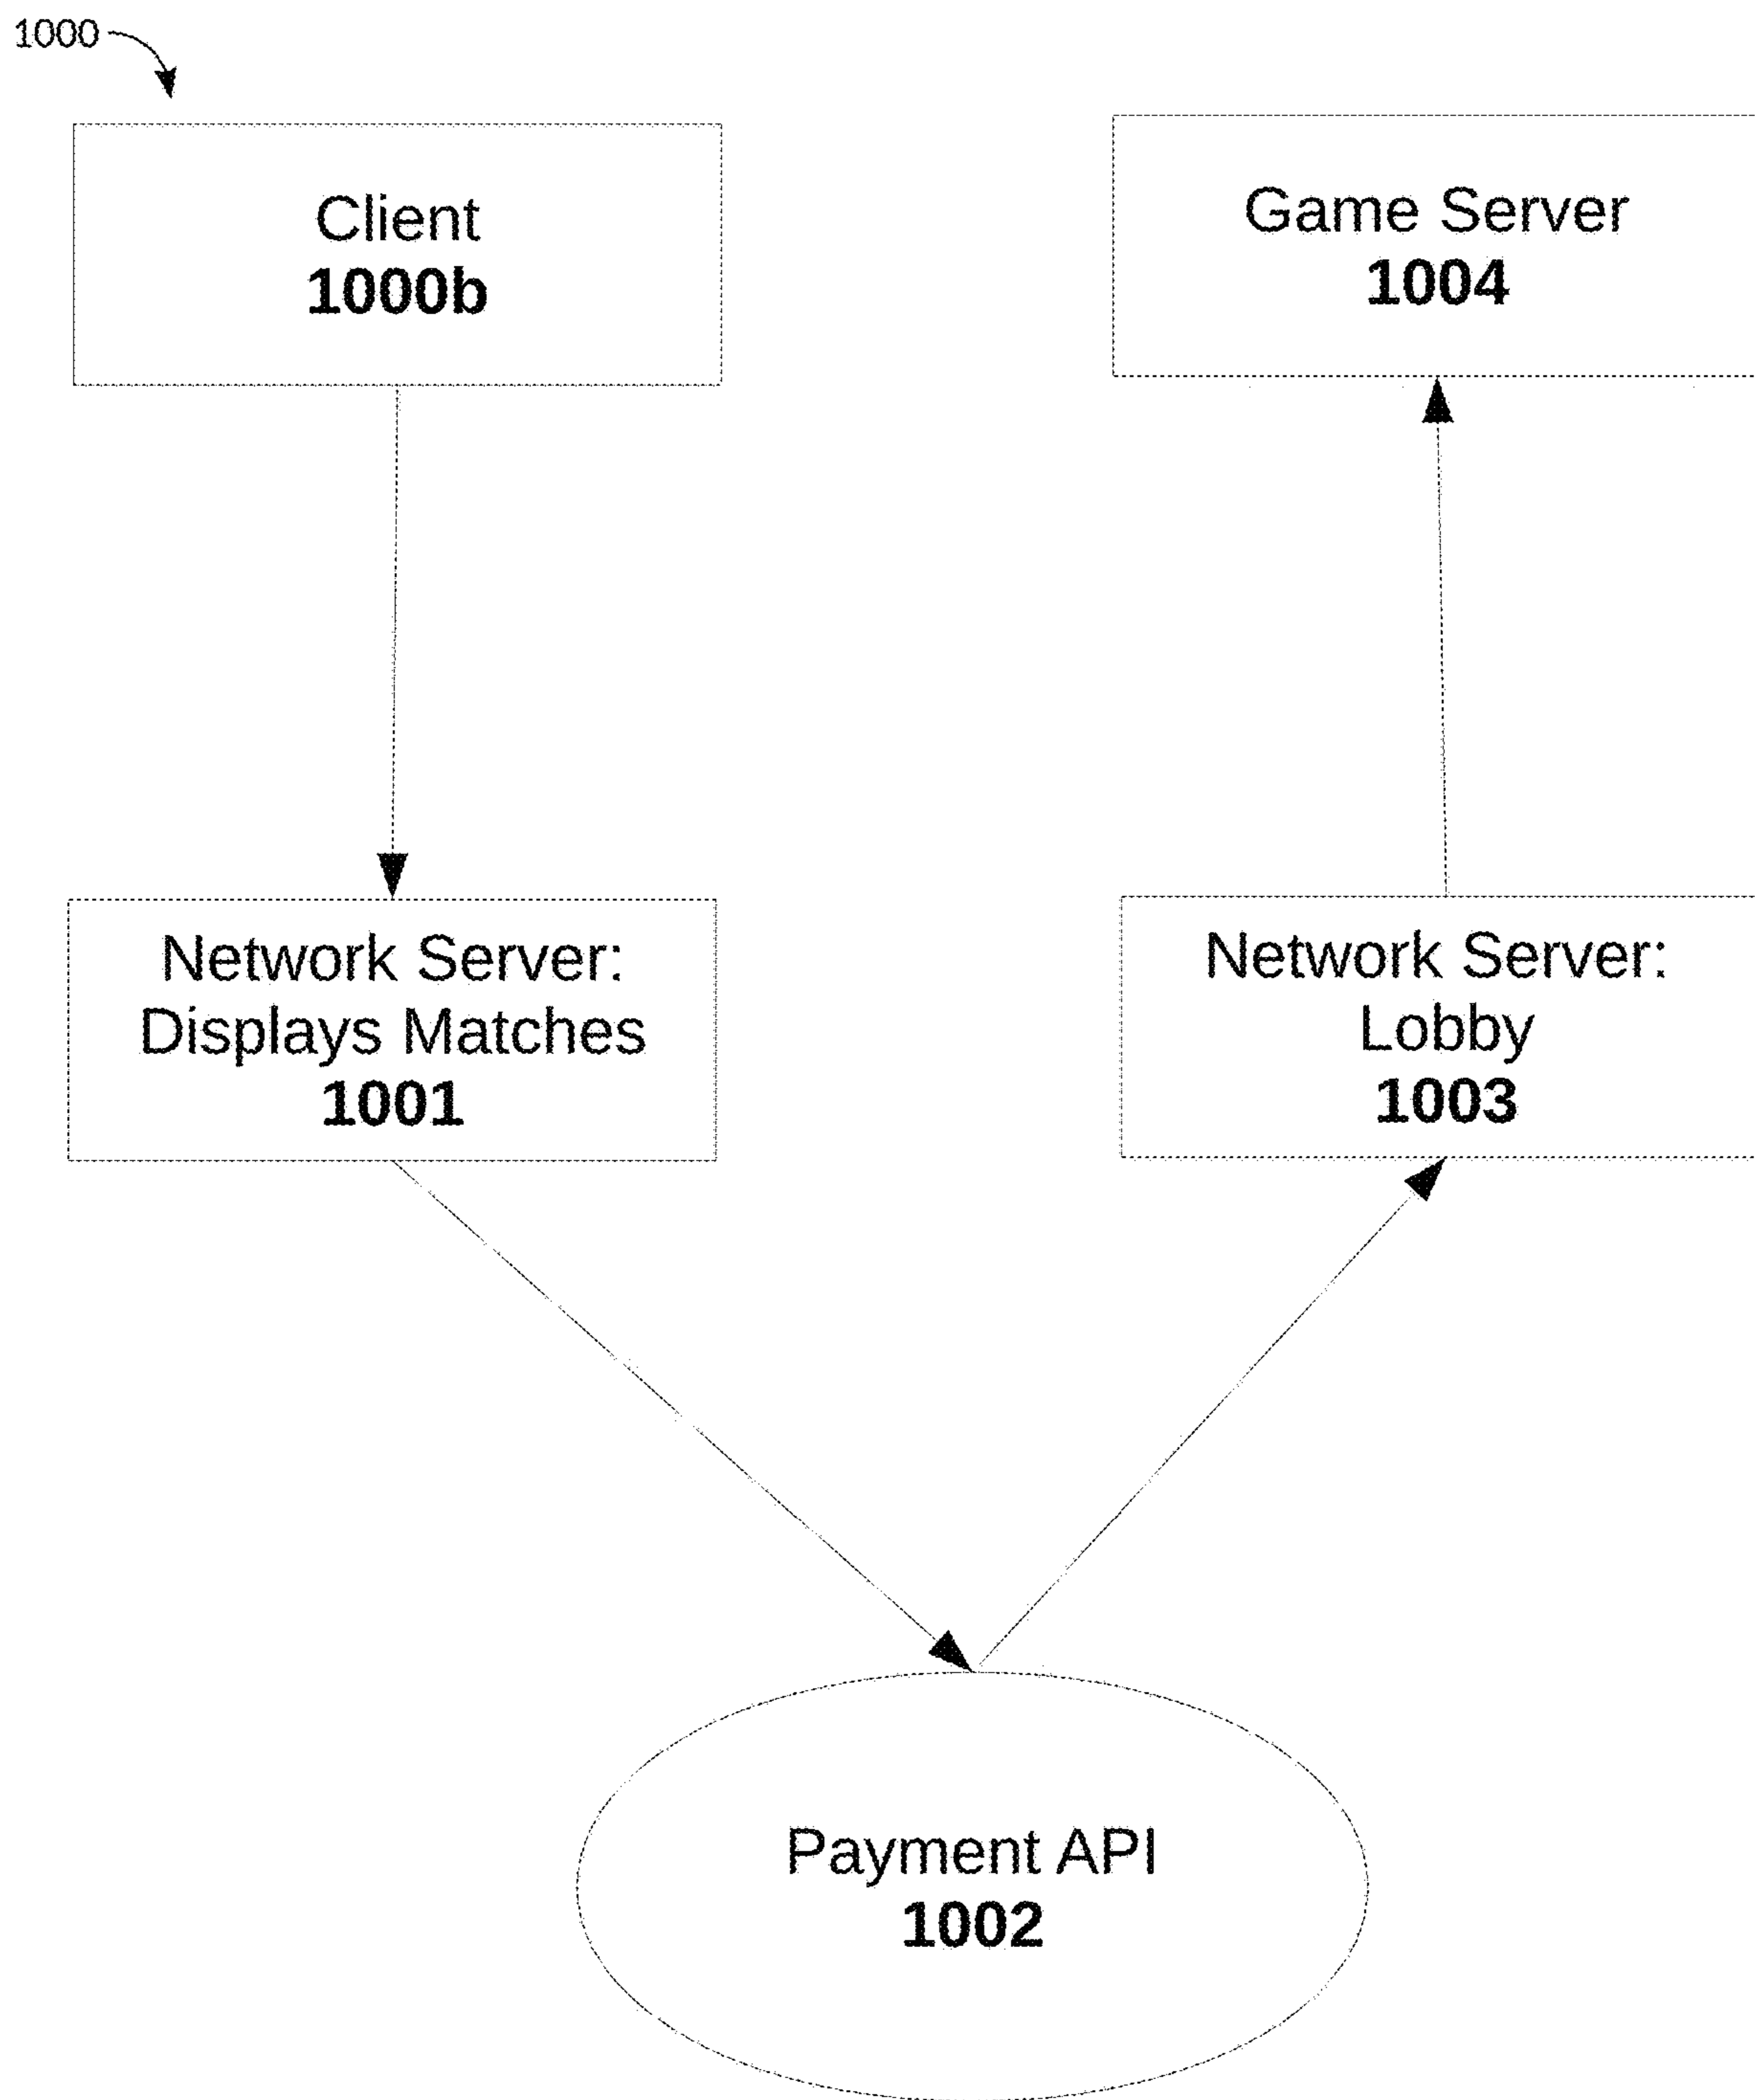 1000
Client
1000b
Game Server
1004
Network Server:
Displays Matches
1001
Network Server:
Lobby
1003
Payment API
1002